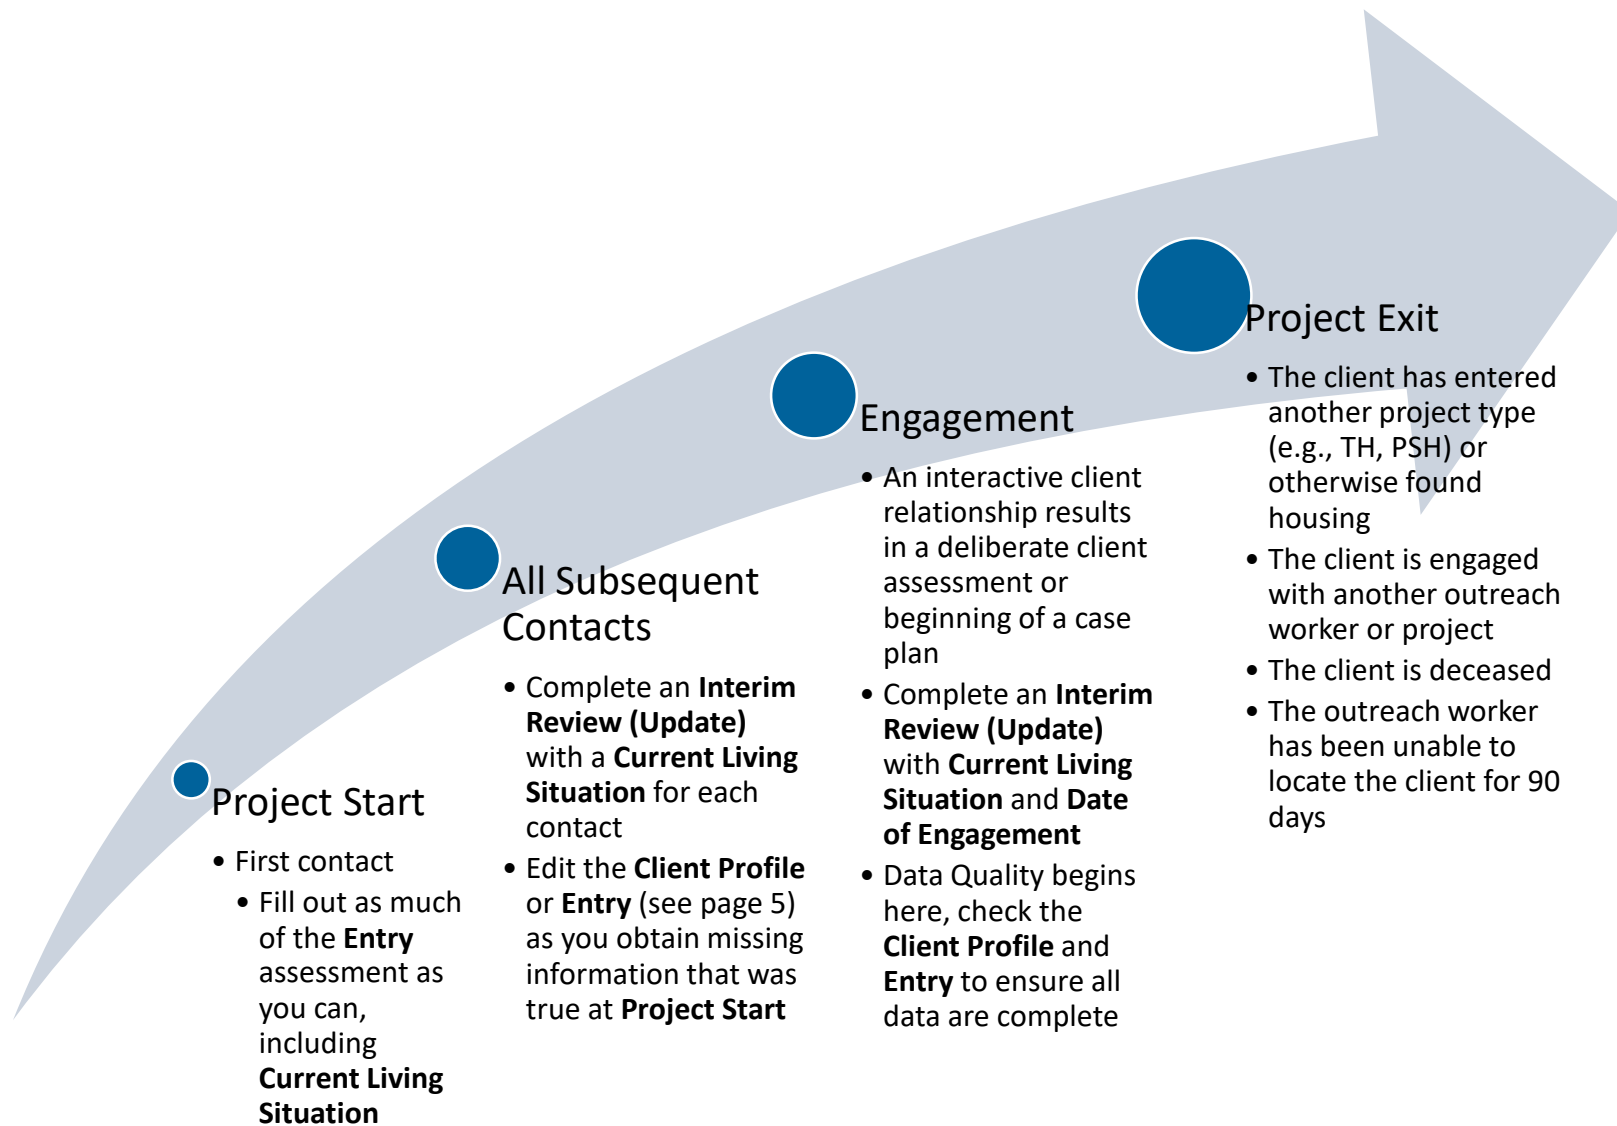 Project Start
• First contact
• Fill out as much
of the Entry
assessment as
you can,
including
Current Living
Situation
All Subsequent
Contacts
• Complete an Interim
Review (Update)
with a Current Living
Situation for each
contact
• Edit the Client Profile
or Entry (see page 5)
as you obtain missing
information that was
true at Project Start
Engagement
• An interactive client
relationship results
in a deliberate client
assessment or
beginning of a case
plan
• Complete an Interim
Review (Update)
with Current Living
Situation and Date
of Engagement
• Data Quality begins
here, check the
Client Profile and
Entry to ensure all
data are complete
Project Exit
• The client has entered
another project type
(e.g., TH, PSH) or
otherwise found
housing
• The client is engaged
with another outreach
worker or project
• The client is deceased
• The outreach worker
has been unable to
locate the client for 90
days